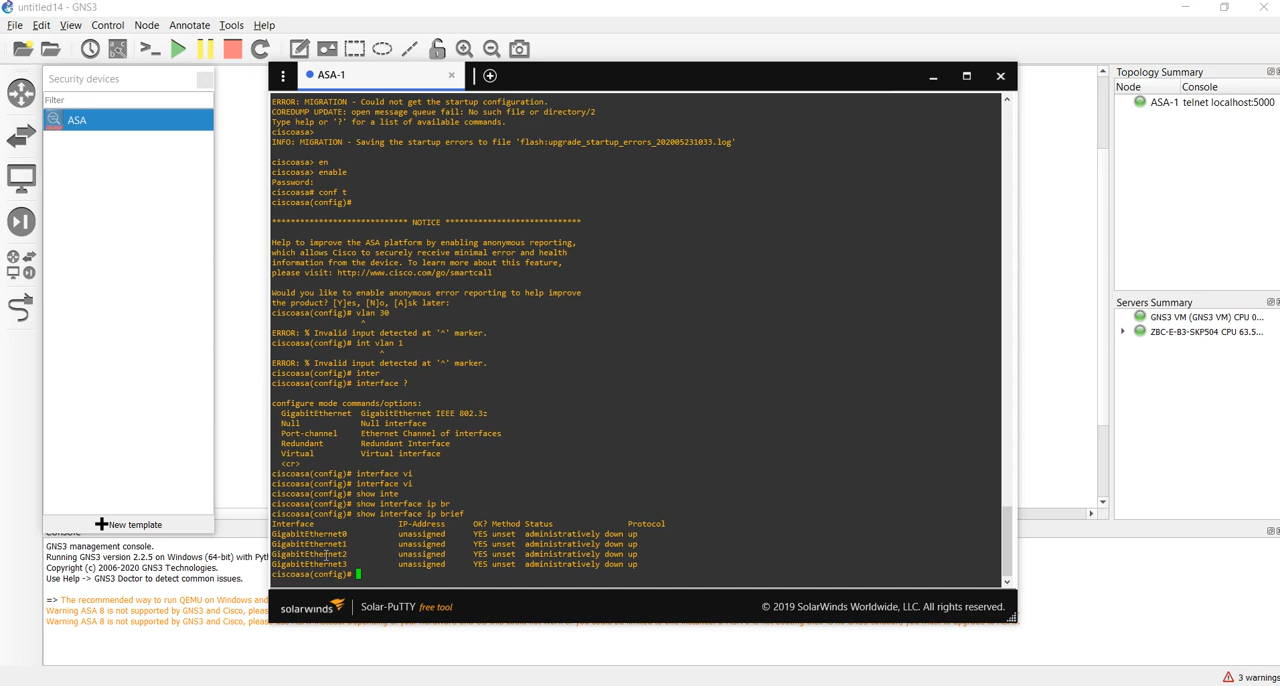 untitled14 - GNS3
File Edit View Control Node Annotate Tools Help
Security devices
Filter
ASA
New template
ASA-1
ERROR: MIGRATION - Could not get the startup configuration.
COREDUMP UPDATE: open message queue fail: No such file or directory/2
Type help or '?' for a list of available commands.
ciscoasa>
INFO: MIGRATION - Saving the startup errors to file 'flash:upgrade_startup_errors_202005231033.log'
ciscoasa> en
ciscoasa> enable
Password:
ciscoasa# conf t
ciscoasa(config)#
***************************** NOTICE *****************************
Help to improve the ASA platform by enabling anonymous reporting,
which allows Cisco to securely receive minimal error and health
information from the device. To learn more about this feature,
please visit: http://www.cisco.com/go/smartcall
Would you like to enable anonymous error reporting to help improve
the product? [Y]es, [N]o, [A]sk later:
ciscoasa(config)# vlan 30
^
ERROR: % Invalid input detected at '^' marker.
ciscoasa(config)# int vlan 1
^
ERROR: % Invalid input detected at '^' marker.
ciscoasa(config)# inter
ciscoasa(config)# interface ?
configure mode commands/options:
GigabitEthernet GigabitEthernet IEEE 802.3z
Null Null interface
Port-channel Ethernet Channel of interfaces
Redundant Redundant Interface
Virtual Virtual interface
<cr>
ciscoasa(config)# interface vi
ciscoasa(config)# interface vi
ciscoasa(config)# show inte
ciscoasa(config)# show interface ip br
ciscoasa(config)# show interface ip brief
Interface IP-Address OK? Method Status Protocol
GigabitEthernet0 unassigned YES unset administratively down up
GigabitEthernet1 unassigned YES unset administratively down up
GigabitEthernet2 unassigned YES unset administratively down up
GigabitEthernet3 unassigned YES unset administratively down up
ciscoasa(config)#
solarwinds Solar-PuTTY free tool © 2019 SolarWinds Worldwide, LLC. All rights reserved.
Topology Summary
Node Console
ASA-1 telnet localhost:5000
Servers Summary
GNS3 VM (GNS3 VM) CPU 0...
ZBC-E-B3-SKP504 CPU 63.5...
Console
GNS3 management console.
Running GNS3 version 2.2.5 on Windows (64-bit) with Pyt
Copyright (c) 2006-2020 GNS3 Technologies.
Use Help -> GNS3 Doctor to detect common issues.
=> The recommended way to run QEMU on Windows and
Warning ASA 8 is not supported by GNS3 and Cisco, pleas
Warning ASA 8 is not supported by GNS3 and Cisco, pleas
3 warnings